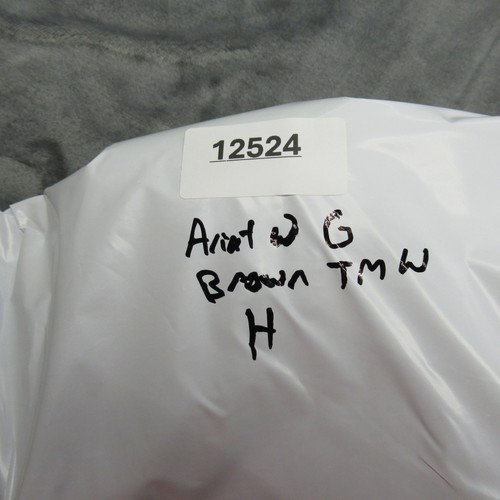 12524
Ariat W G
Brown TMW
H